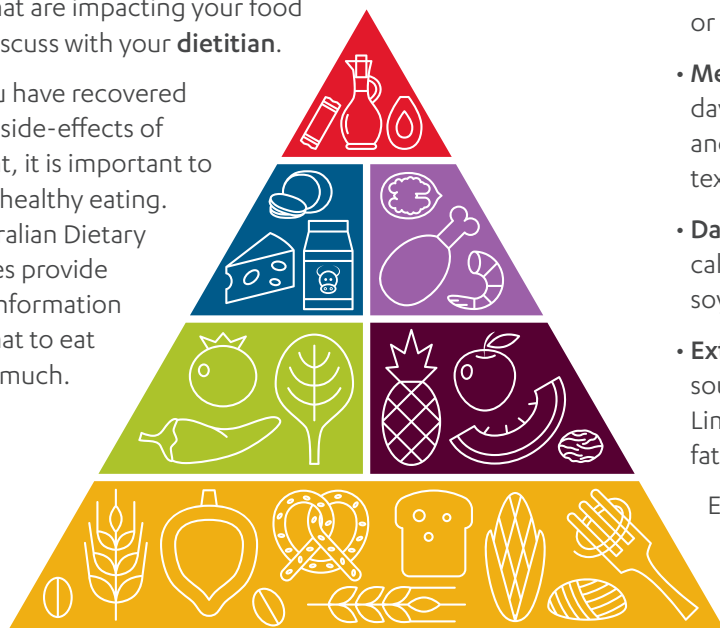 hat are impacting your food
scuss with your dietitian.
u have recovered
side-effects of
t, it is important to
healthy eating.
ralian Dietary
es provide
nformation
at to eat
much.
or
• Me
day
and
tex
• Da
cal
soy
• Ext
sou
Lin
fat
E